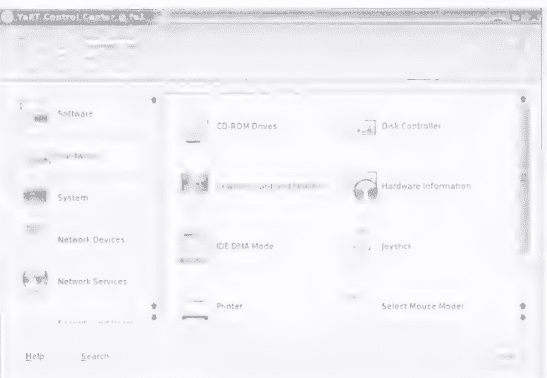 YaST Control Center @
Software
CD-ROM Drives
Disk Controller
Hardware Information
System
Network Devices
IDE DMA Mode
Joystick
Network Services
Printer
Select Mouse Model
Help
Search